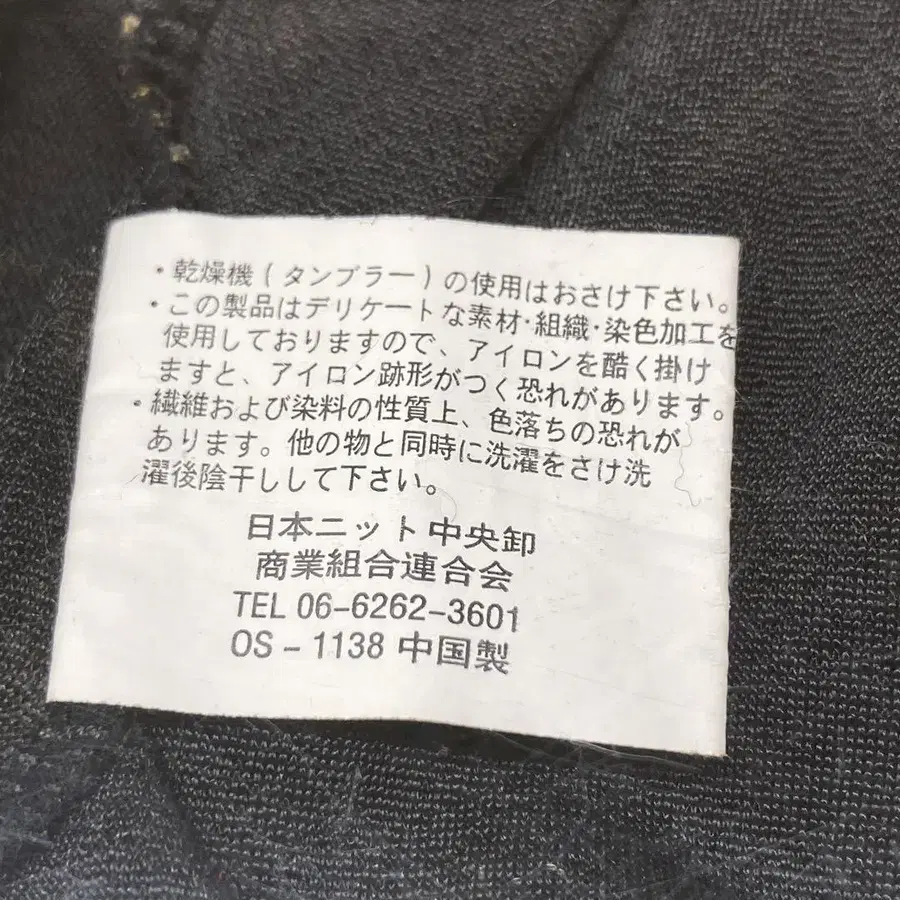 ・乾燥機(タンブラー)の使用はおさけ下さい。
・この製品はデリケートな素材・組織・染色加工を
使用しておりますので、アイロンを酷く掛け
ますと、アイロン跡形がつく恐れがあります。
・繊維および染料の性質上、色落ちの恐れが
あります。他の物と同時に洗濯をさけ洗
濯後陰干しして下さい。
日本ニット中央卸
商業組合連合会
TEL 06-6262-3601
OS-1138 中国製